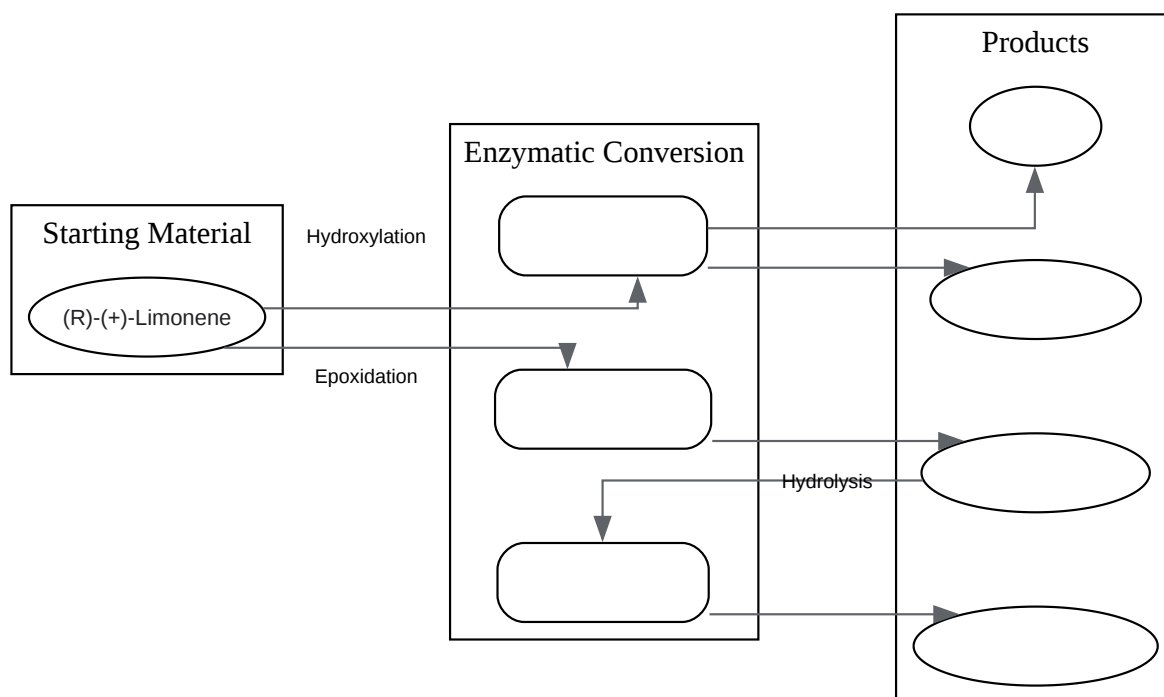 Products
Enzymatic Conversion
Starting Material
Hydroxylation
(R)-(+)-Limonene
Epoxidation
Hydrolysis